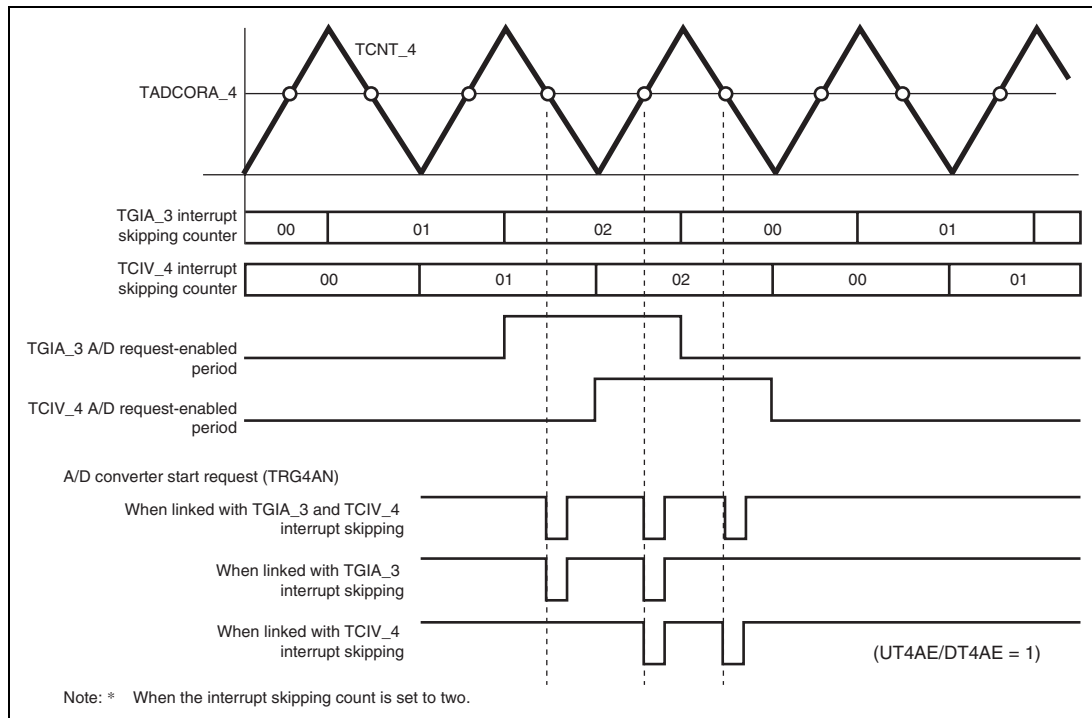 TCNT_4
TADCORA_4
TGIA_3 interrupt
skipping counter
00 01 02 00 01
TCIV_4 interrupt
skipping counter
00 01 02 00 01
TGIA_3 A/D request-enabled
period
TCIV_4 A/D request-enabled
period
A/D converter start request (TRG4AN)
When linked with TGIA_3 and TCIV_4
interrupt skipping
When linked with TGIA_3
interrupt skipping
When linked with TCIV_4
interrupt skipping
(UT4AE/DT4AE = 1)
Note: * When the interrupt skipping count is set to two.